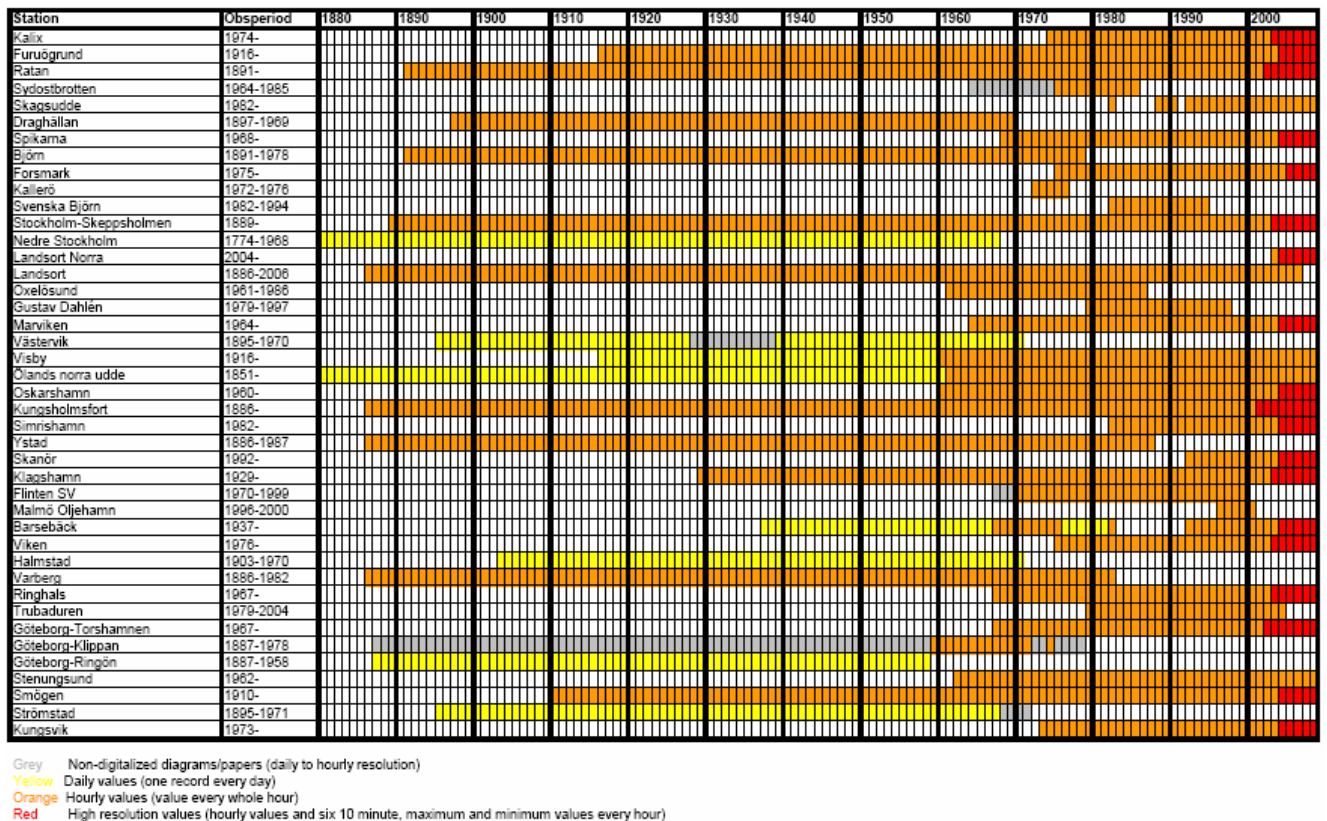 Station Obsperiod 1880 1890 1900 1910 1920 1930 1940 1950 1960 1970 1980 1990 2000
Kalix 1974-
Furuögrund 1916-
Ratan 1891-
Sydostbrotten 1964-1985
Skagsudde 1982-
Draghällan 1897-1969
Spikarna 1968-
Björn 1891-1978
Forsmark 1975-
Kallerö 1972-1976
Svenska Björn 1982-1994
Stockholm-Skeppsholmen 1889-
Nedre Stockholm 1774-1968
Landsort Norra 2004-
Landsort 1886-2006
Oxelösund 1961-1986
Gustav Dahlén 1979-1997
Marviken 1964-
Västervik 1895-1970
Visby 1916-
Ölands norra udde 1851-
Oskarshamn 1960-
Kungsholmsfort 1886-
Simrishamn 1982-
Ystad 1886-1987
Skanör 1992-
Klagshamn 1929-
Flinten SV 1970-1999
Malmö Oljehamn 1996-2000
Barsebäck 1937-
Viken 1976-
Halmstad 1903-1970
Varberg 1886-1982
Ringhals 1967-
Trubaduren 1979-2004
Göteborg-Torshamnen 1967-
Göteborg-Klippan 1887-1978
Göteborg-Ringön 1887-1958
Stenungsund 1962-
Smögen 1910-
Strömstad 1895-1971
Kungsvik 1973-
Grey Non-digitalized diagrams/papers (daily to hourly resolution)
Yellow Daily values (one record every day)
Orange Hourly values (value every whole hour)
Red High resolution values (hourly values and six 10 minute, maximum and minimum values every hour)